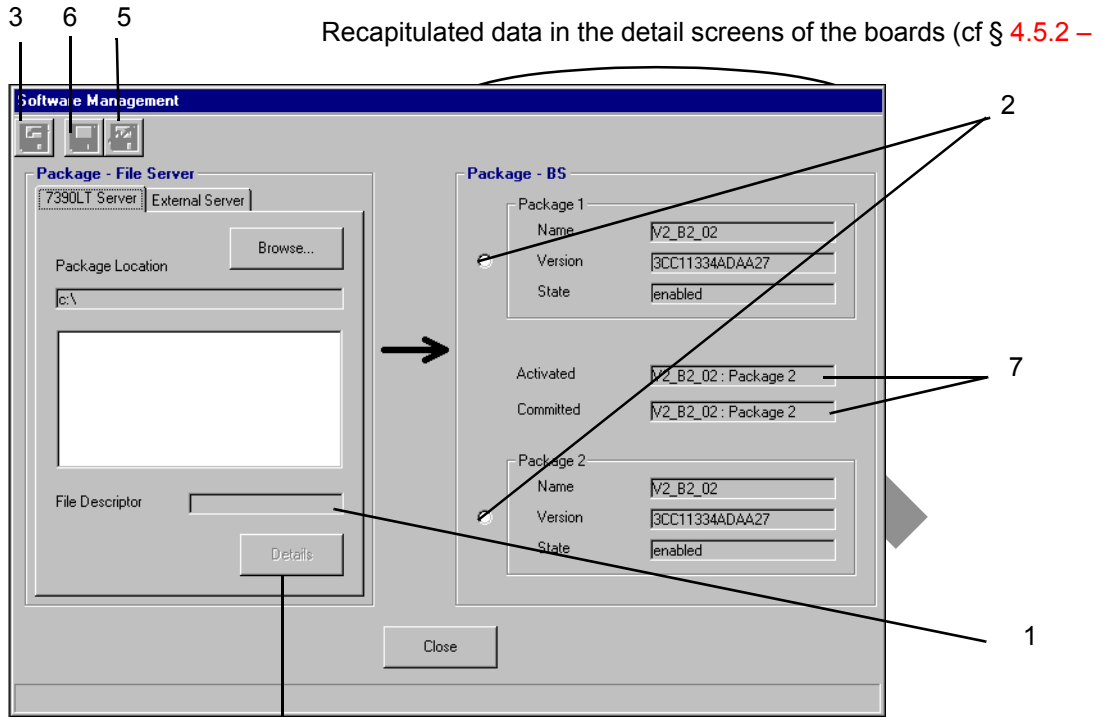 3 6 5
Recapitulated data in the detail screens of the boards (cf § 4.5.2 –
Software Management
2
Package - File Server
7390LT Server External Server
Browse...
Package Location
c:\
File Descriptor
Details
Package - BS
Package 1
Name V2_B2_02
Version 3CC11334ADAA27
State enabled
Activated V2_B2_02 : Package 2
Committed V2_B2_02 : Package 2
7
Package 2
Name V2_B2_02
Version 3CC11334ADAA27
State enabled
1
Close